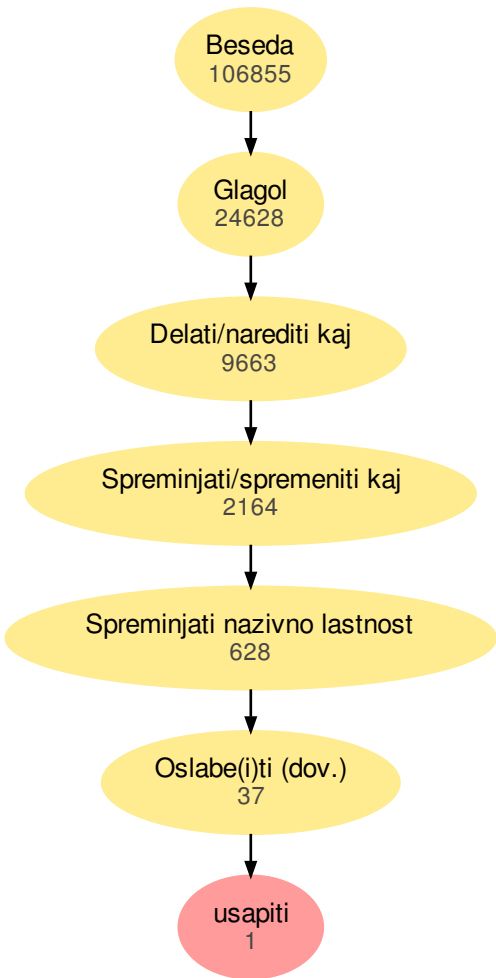 Beseda
106855
Glagol
24628
Delati/narediti kaj
9663
Spreminjati/spremeniti kaj
2164
Spreminjati nazivno lastnost
628
Oslabe(i)ti (dov.)
37
usapiti
1